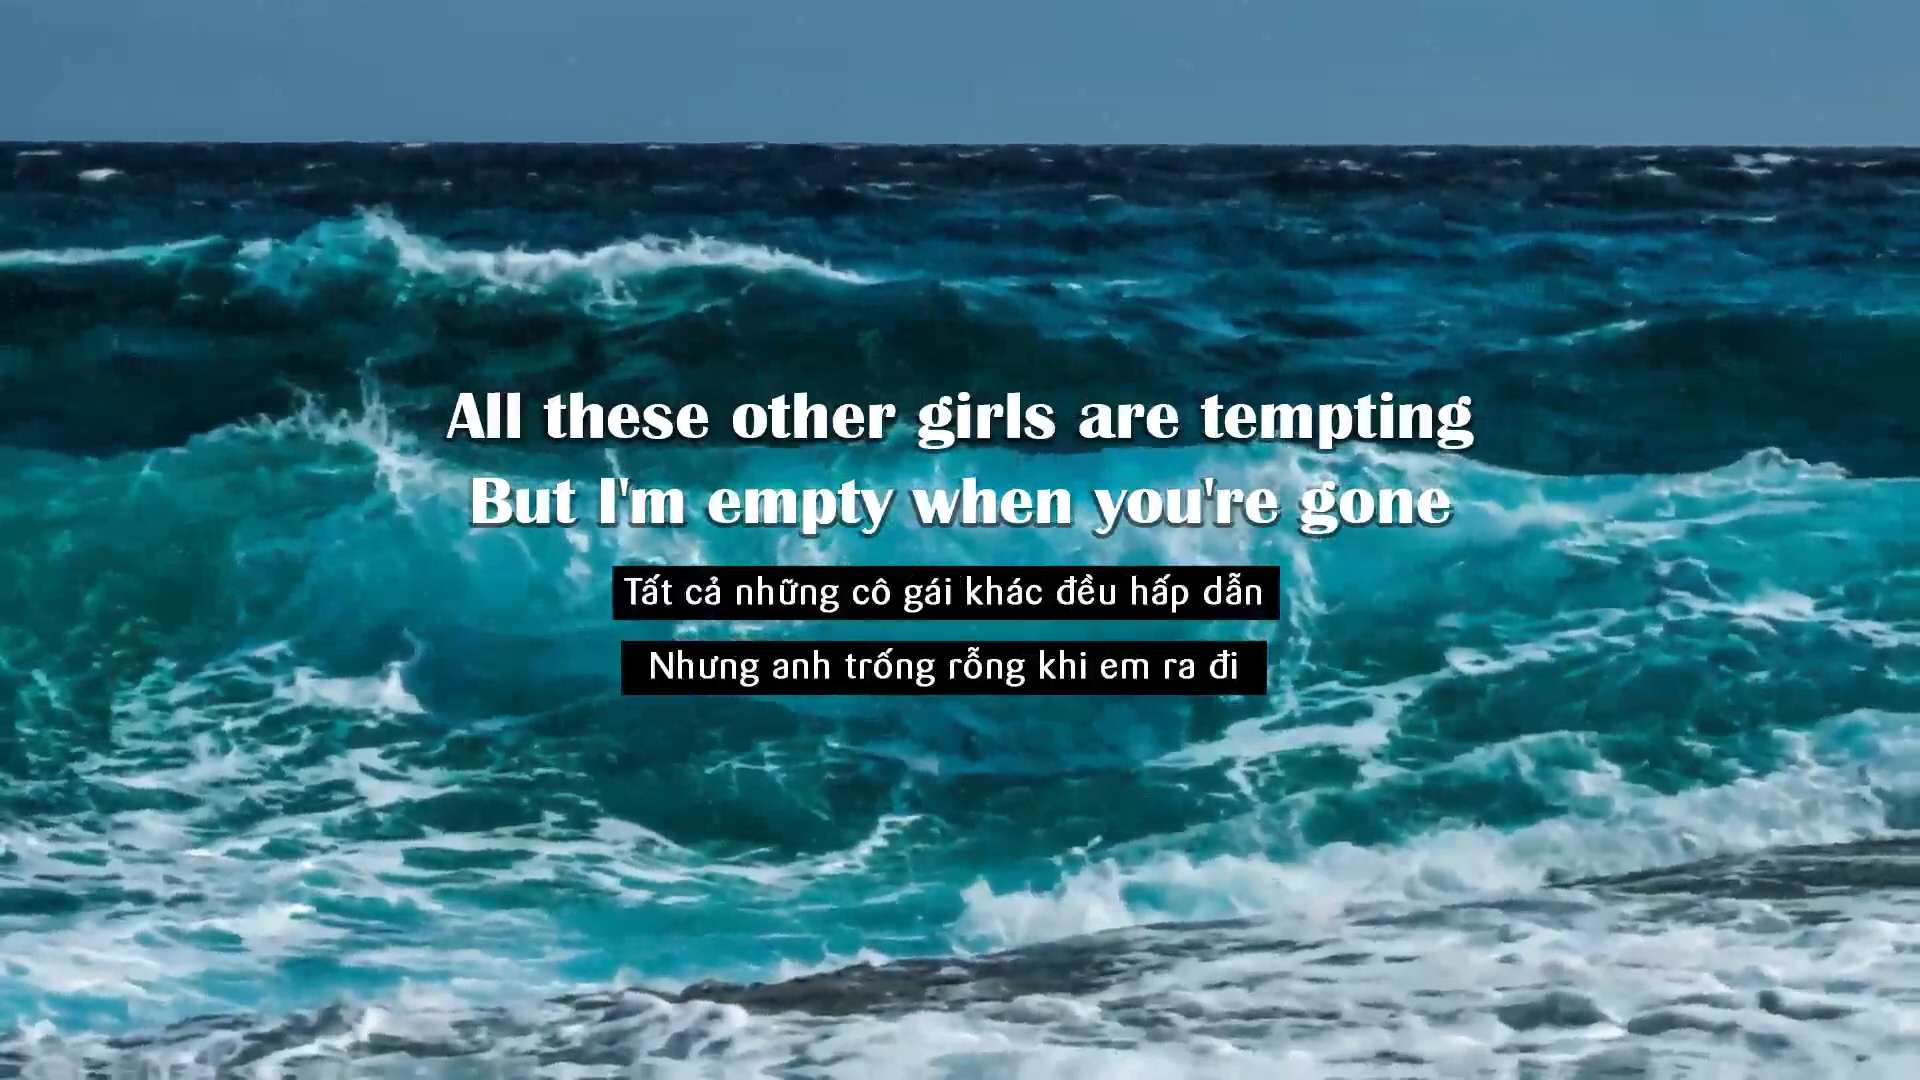 All these other girls are tempting
But I'm empty when you're gone
Tất cả những cô gái khác đều hấp dẫn
Nhưng anh trống rỗng khi em ra đi